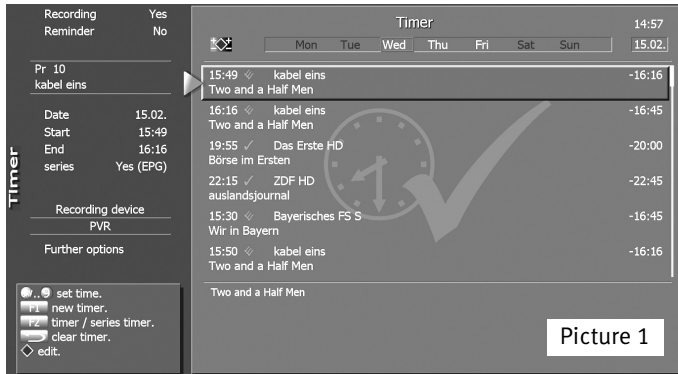 Recording Yes
Reminder No
Pr 10
kabel eins
Date 15.02.
Start 15:49
End 16:16
series Yes (EPG)
Timer
Recording device
PVR
Further options
0..9 set time.
F1 new timer.
F2 timer / series timer.
clear timer.
edit.
Timer
14:57
Mon Tue Wed Thu Fri Sat Sun 15.02.
15:49 kabel eins -16:16
Two and a Half Men
16:16 kabel eins -16:45
Two and a Half Men
19:55 Das Erste HD -20:00
Börse im Ersten
22:15 ZDF HD -22:45
auslandsjournal
15:30 Bayerisches FS S -16:45
Wir in Bayern
15:50 kabel eins -16:16
Two and a Half Men
Two and a Half Men
Picture 1